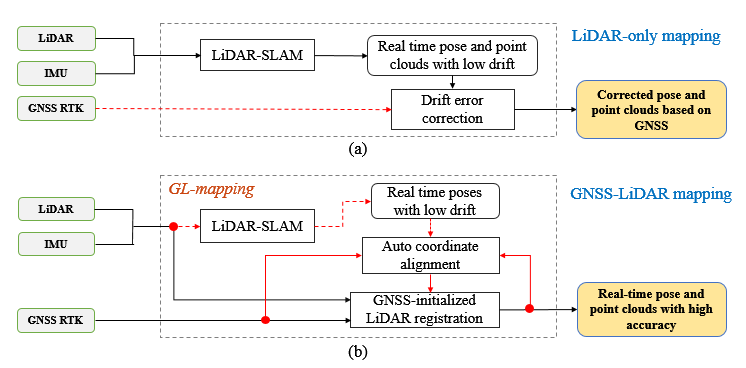 LiDAR
IMU
GNSS RTK
LiDAR-SLAM
Real time pose and point
clouds with low drift
Drift error
correction
LiDAR-only mapping
Corrected pose and
point clouds based on
GNSS
(a)
GL-mapping
LiDAR
IMU
GNSS RTK
LiDAR-SLAM
Real time poses
with low drift
Auto coordinate
alignment
GNSS-initialized
LiDAR registration
GNSS-LiDAR mapping
Real-time pose and
point clouds with high
accuracy
(b)